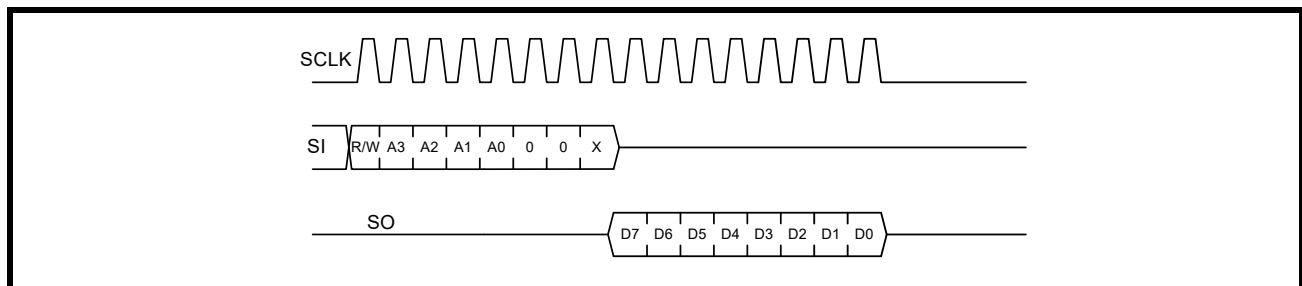 SCLK
SI R/W A3 A2 A1 A0 0 0 X
SO
D7 D6 D5 D4 D3 D2 D1 D0